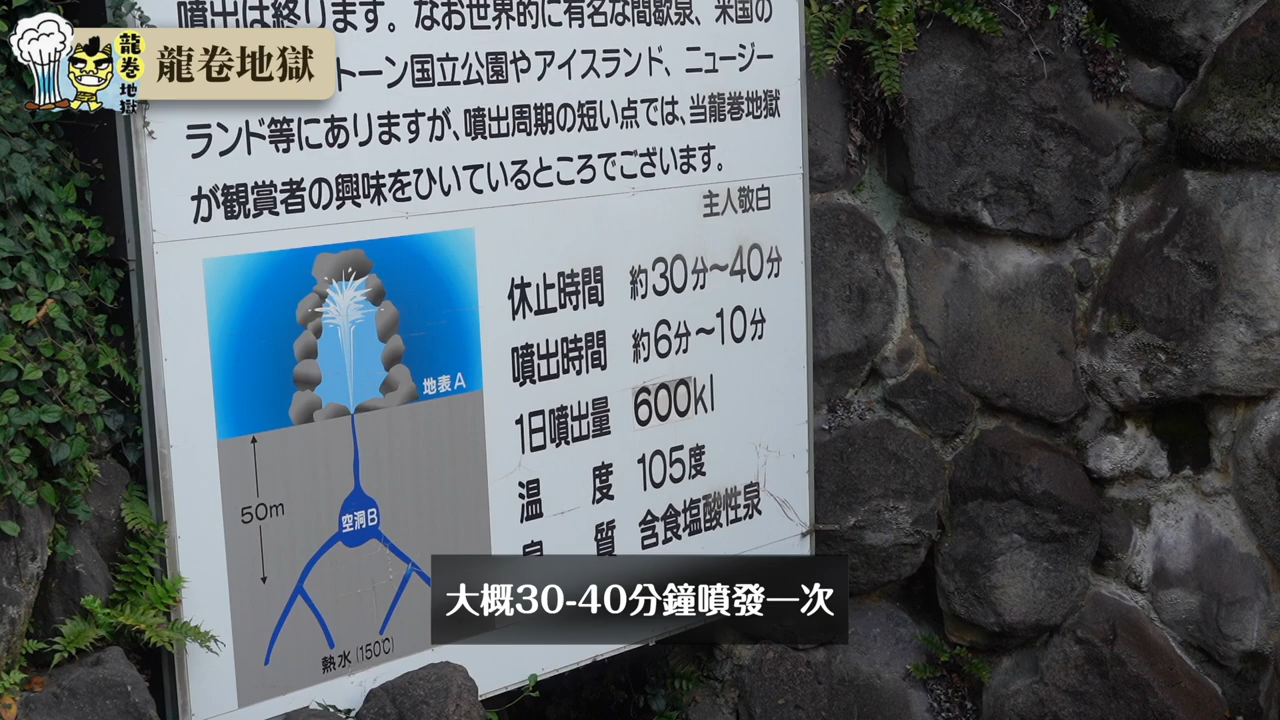 龍巻地獄
龍巻地獄
噴出は終ります。なお世界的に有名な間歇泉、米国の
トーン国立公園やアイスランド、ニュージー
ランド等にありますが、噴出周期の短い点では、当龍巻地獄
が観賞者の興味をひいているところでございます。
主人敬白
地表A
50m
空洞B
熱水(150℃)
休止時間 約30分~40分
噴出時間 約6分~10分
1日噴出量 600kl
温度 105度
泉質 含食塩酸性泉
大概30-40分鐘噴發一次